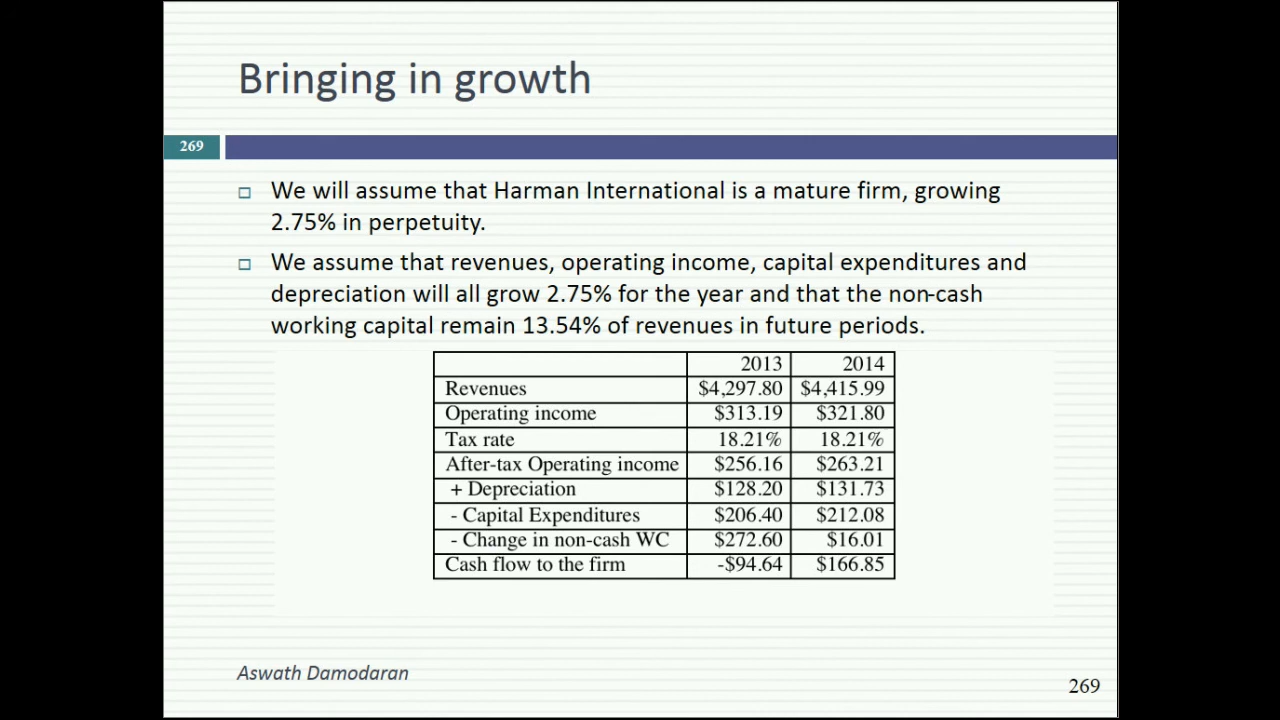 Bringing in growth
269
We will assume that Harman International is a mature firm, growing
2.75% in perpetuity.
We assume that revenues, operating income, capital expenditures and
depreciation will all grow 2.75% for the year and that the non-cash
working capital remain 13.54% of revenues in future periods.
2013 2014
Revenues $4,297.80 $4,415.99
Operating income $313.19 $321.80
Tax rate 18.21% 18.21%
After-tax Operating income $256.16 $263.21
+ Depreciation $128.20 $131.73
- Capital Expenditures $206.40 $212.08
- Change in non-cash WC $272.60 $16.01
Cash flow to the firm -$94.64 $166.85
Aswath Damodaran
269